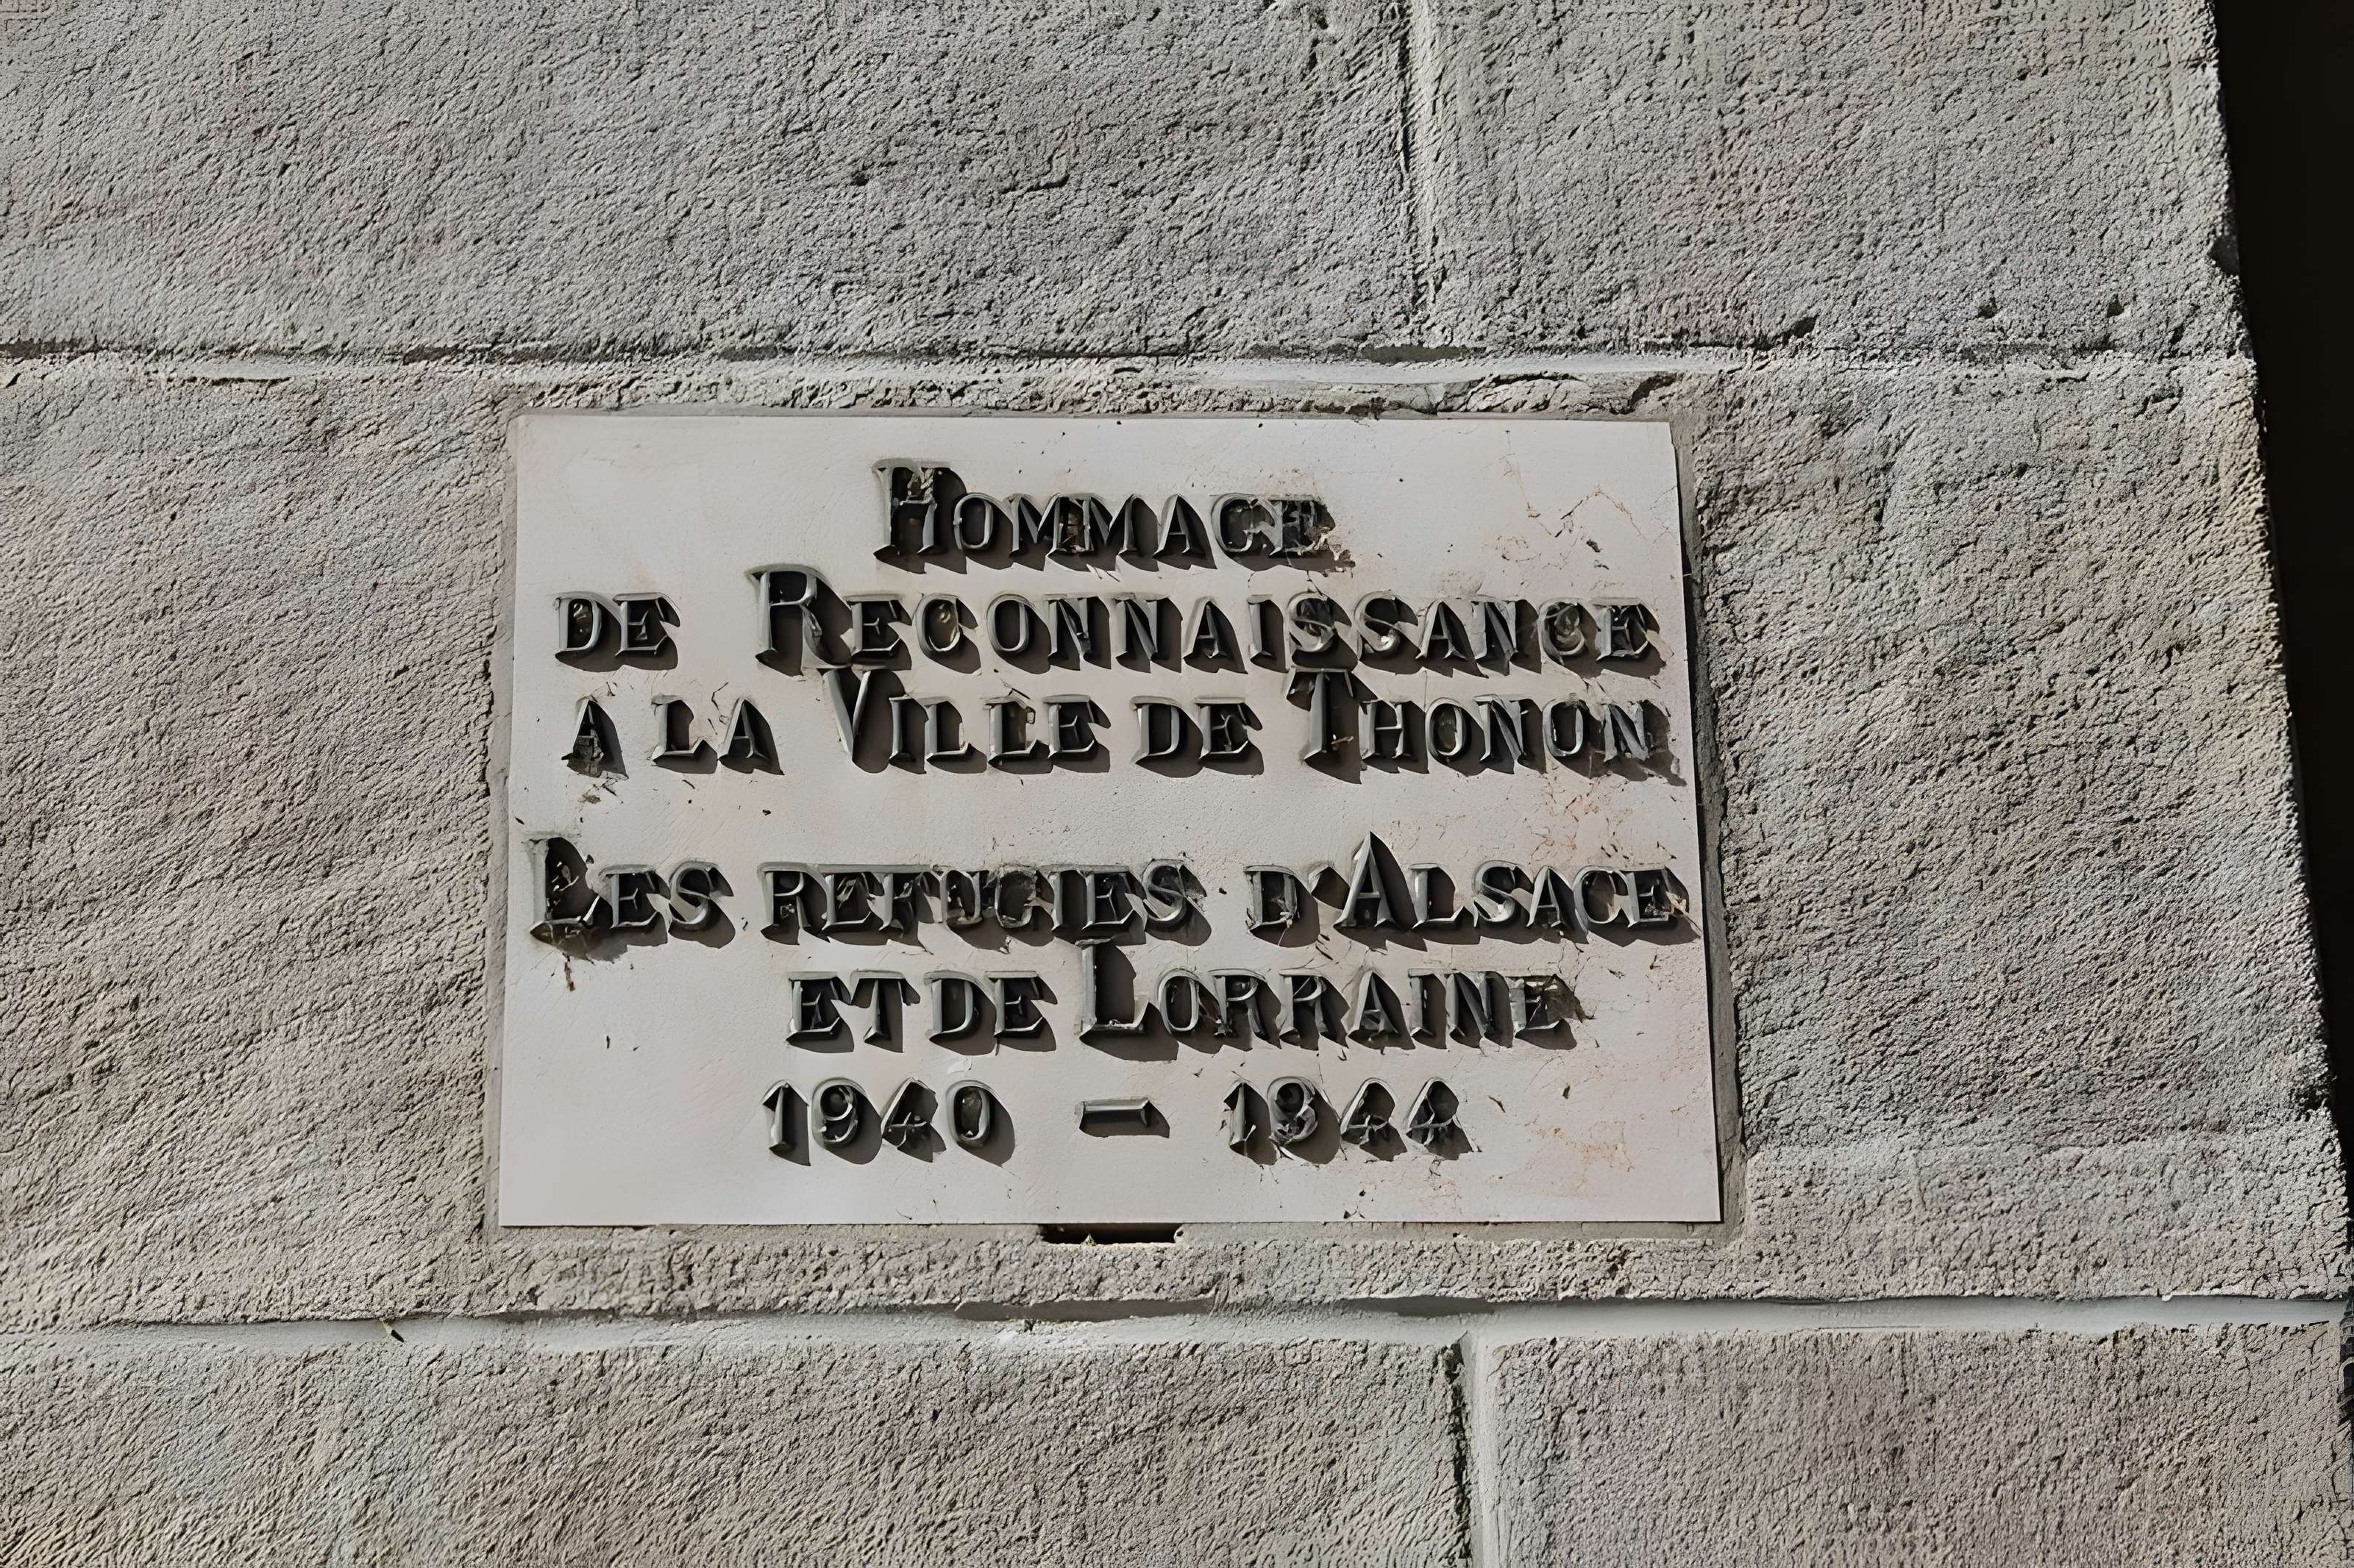 HOMMAGE
DE RECONNAISSANCE
A LA VILLE DE THONON
LES REFUGIES D'ALSACE
ET DE LORRAINE
1940 – 1944